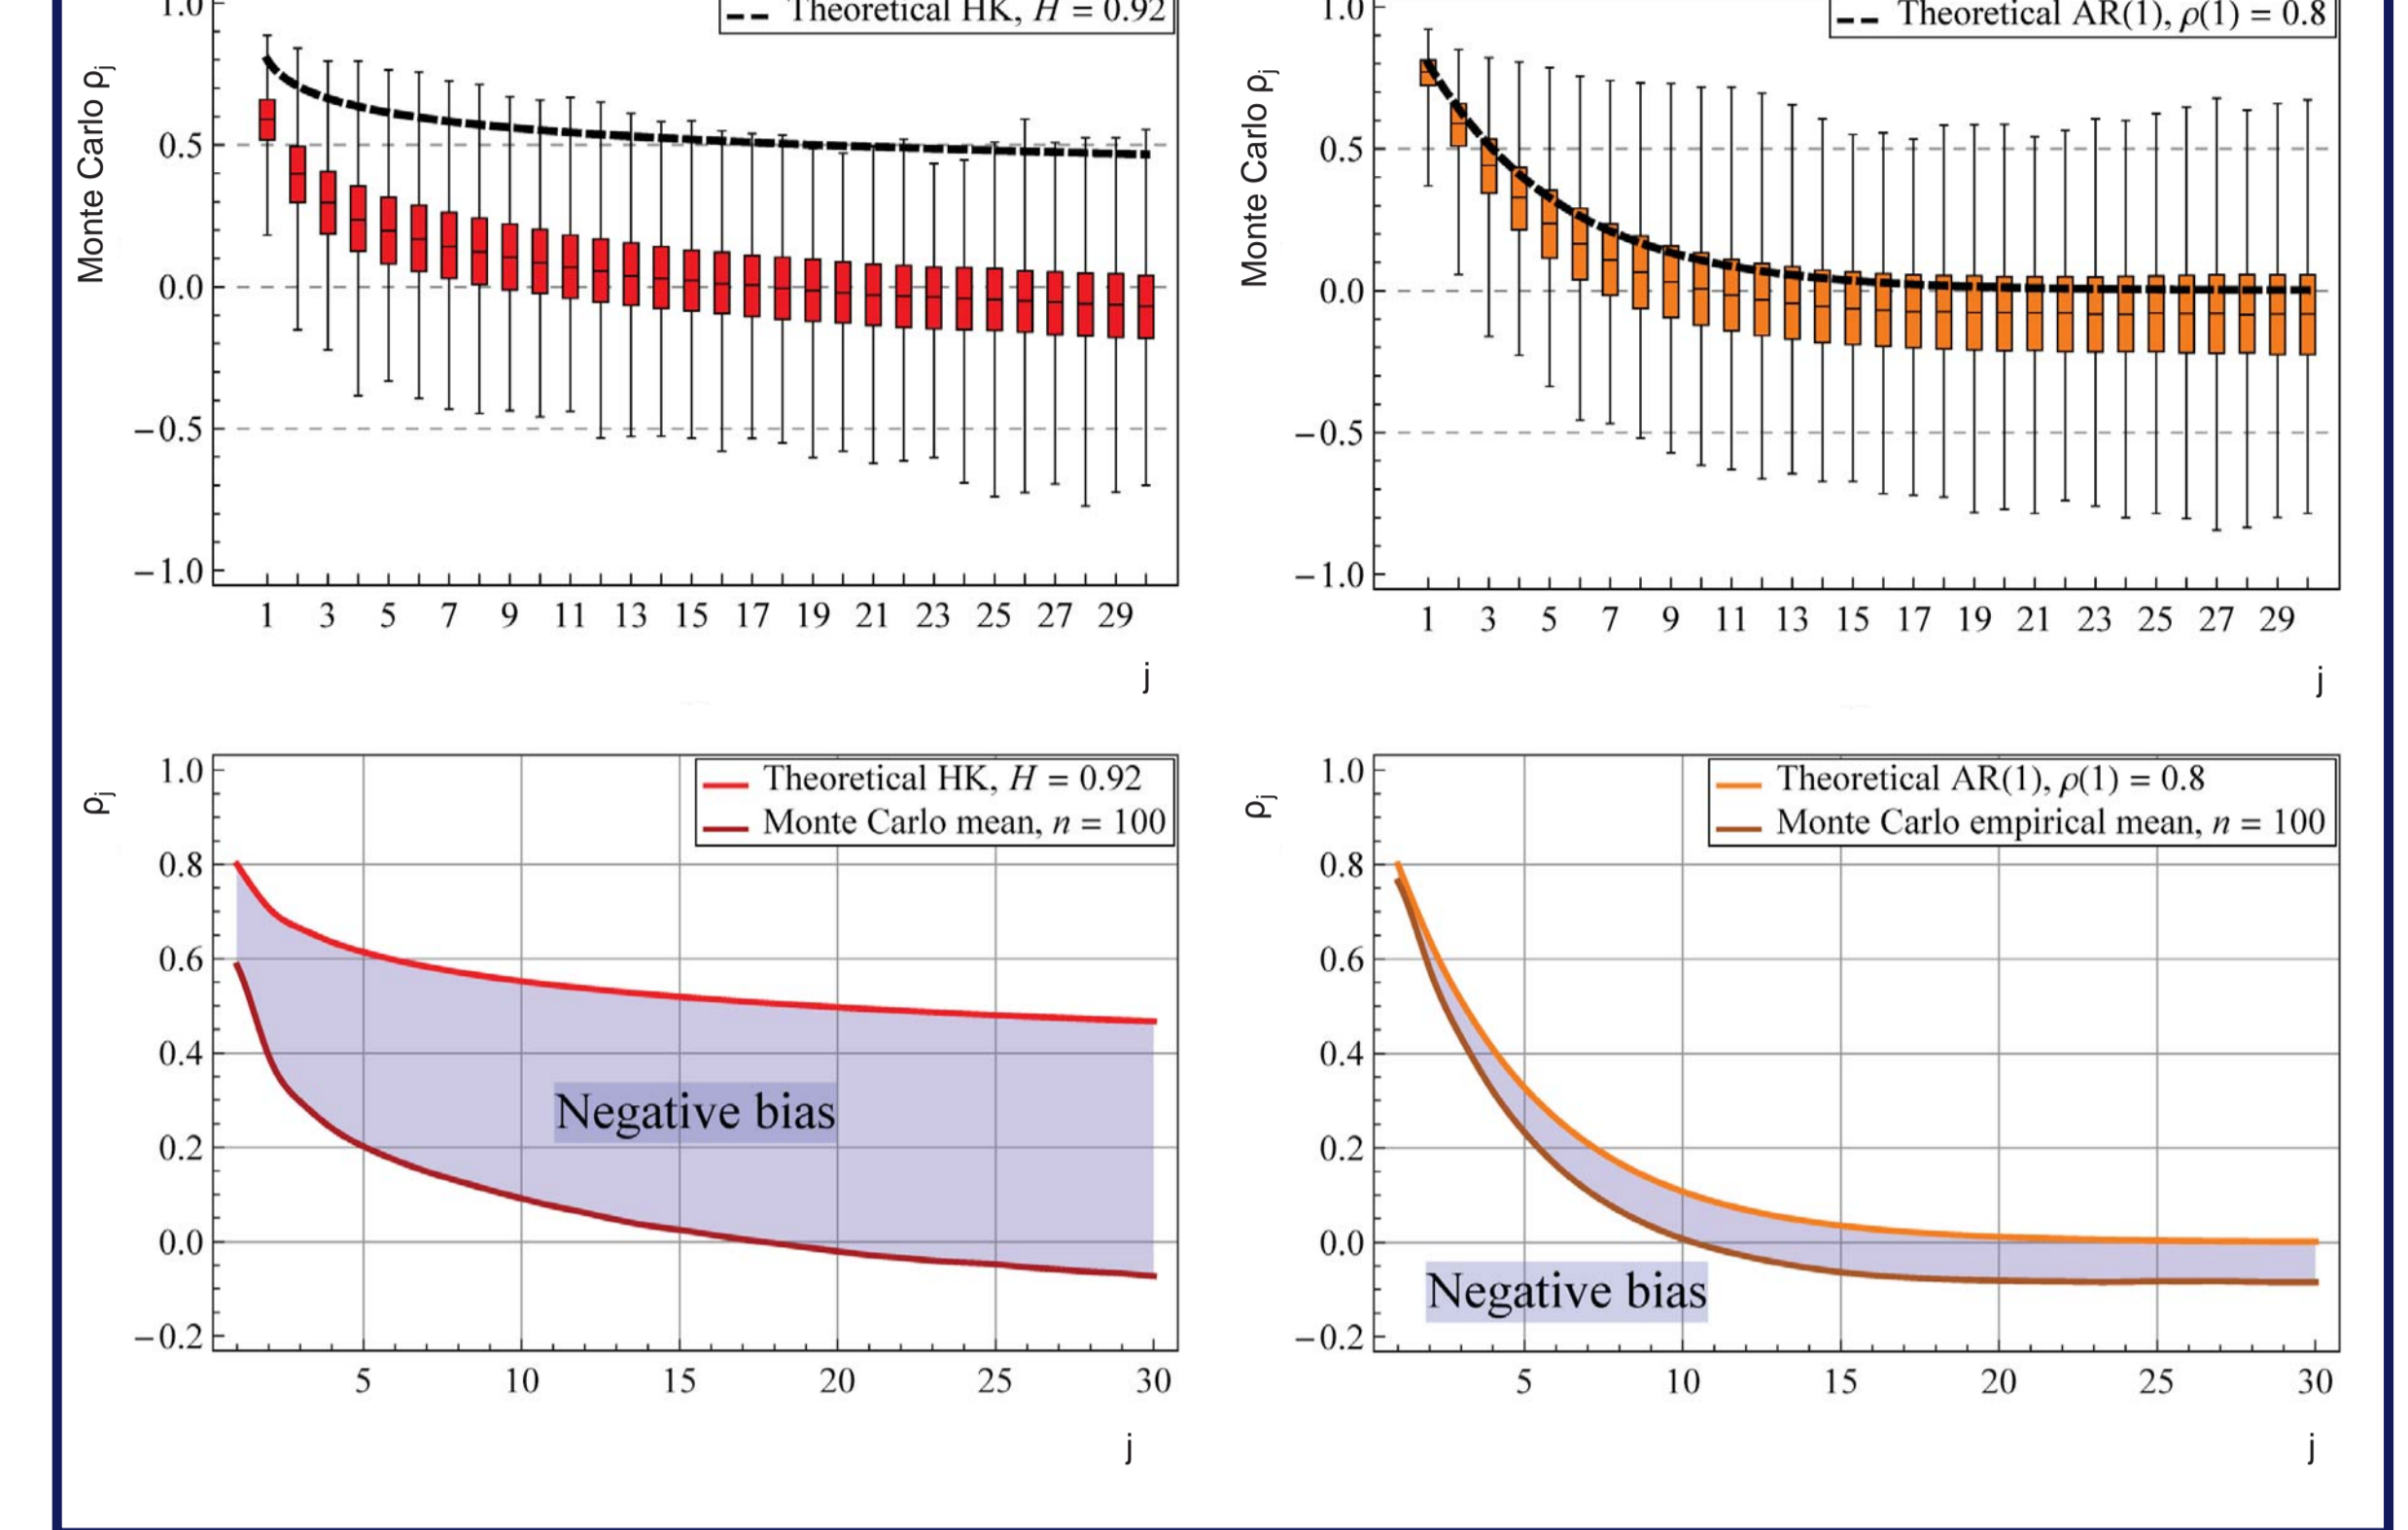 1.0
Theoretical HK, H = 0.92
Monte Carlo ρj
0.5
0.0
−0.5
−1.0
1 3 5 7 9 11 13 15 17 19 21 23 25 27 29
j
1.0
Theoretical AR(1), ρ(1) = 0.8
Monte Carlo ρj
0.5
0.0
−0.5
−1.0
1 3 5 7 9 11 13 15 17 19 21 23 25 27 29
j
ρj
1.0
Theoretical HK, H = 0.92
Monte Carlo mean, n = 100
0.8
0.6
0.4
Negative bias
0.2
0.0
−0.2
5 10 15 20 25 30
j
ρj
1.0
Theoretical AR(1), ρ(1) = 0.8
Monte Carlo empirical mean, n = 100
0.8
0.6
0.4
0.2
0.0
Negative bias
−0.2
5 10 15 20 25 30
j